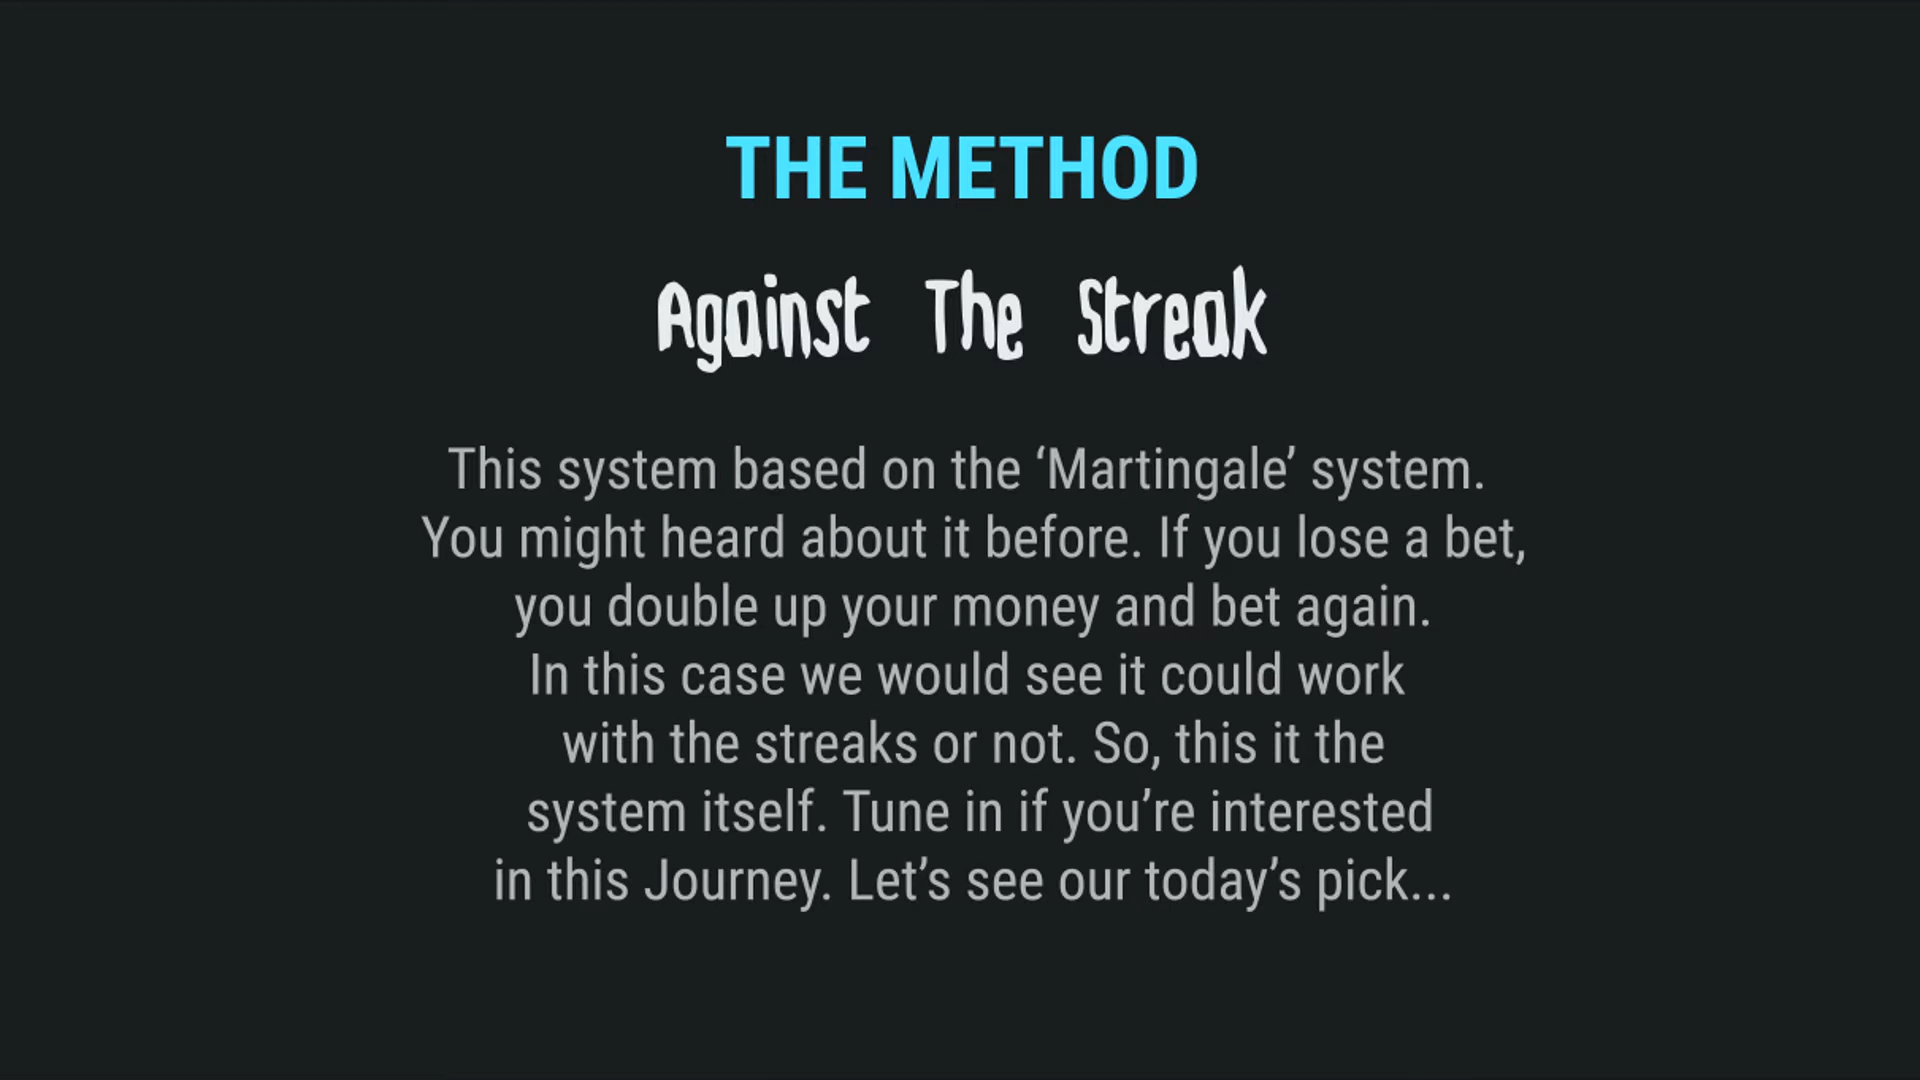 THE METHOD
Against The Streak
This system based on the ‘Martingale’ system.
You might heard about it before. If you lose a bet,
you double up your money and bet again.
In this case we would see it could work
with the streaks or not. So, this it the
system itself. Tune in if you’re interested
in this Journey. Let’s see our today’s pick...